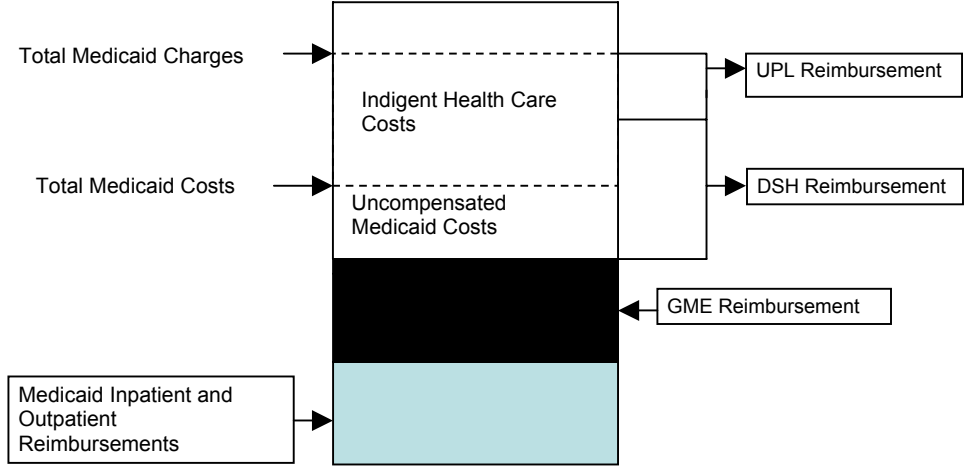 Total Medicaid Charges
UPL Reimbursement
Indigent Health Care
Costs
Total Medicaid Costs
DSH Reimbursement
Uncompensated
Medicaid Costs
GME Reimbursement
Medicaid Inpatient and
Outpatient
Reimbursements